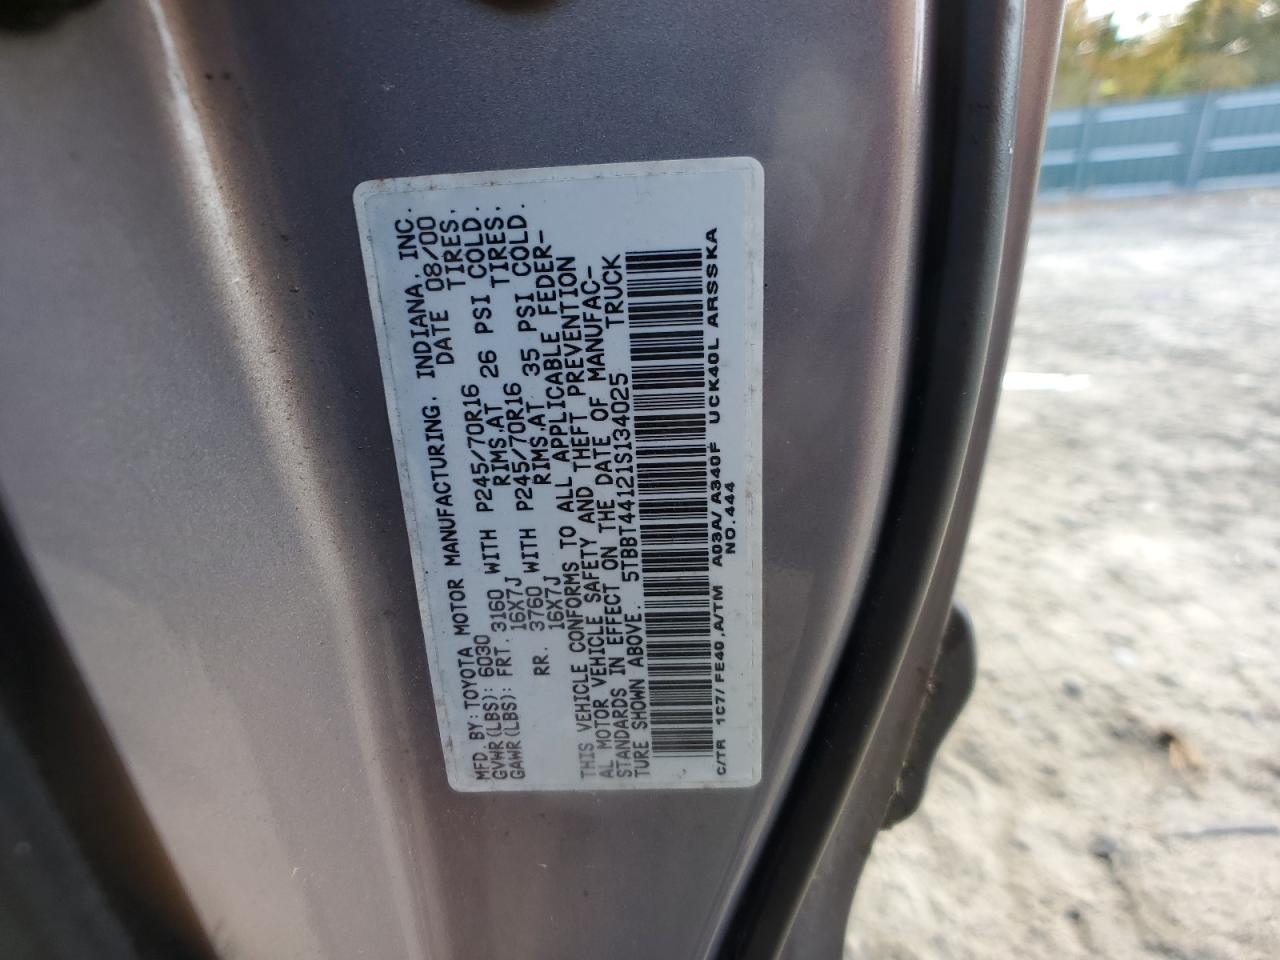 MFD. BY: TOYOTA MOTOR MANUFACTURING, INDIANA, INC.
GVWR(LBS): 6030 DATE 08/00
GAWR(LBS): FRT. 3160 WITH P245/70R16 TIRES,
16X7J RIMS,AT 26 PSI COLD.
RR. 3760 WITH P245/70R16 TIRES,
16X7J RIMS,AT 35 PSI COLD.
THIS VEHICLE CONFORMS TO ALL APPLICABLE FEDER-
AL MOTOR VEHICLE SAFETY AND THEFT PREVENTION
STANDARDS IN EFFECT ON THE DATE OF MANUFAC-
TURE SHOWN ABOVE. 5TBBT44121S134025 TRUCK
C/TR 1C7/FE40 ,A/TM A03A/A340F UCK40L ARSSKA
NO.444